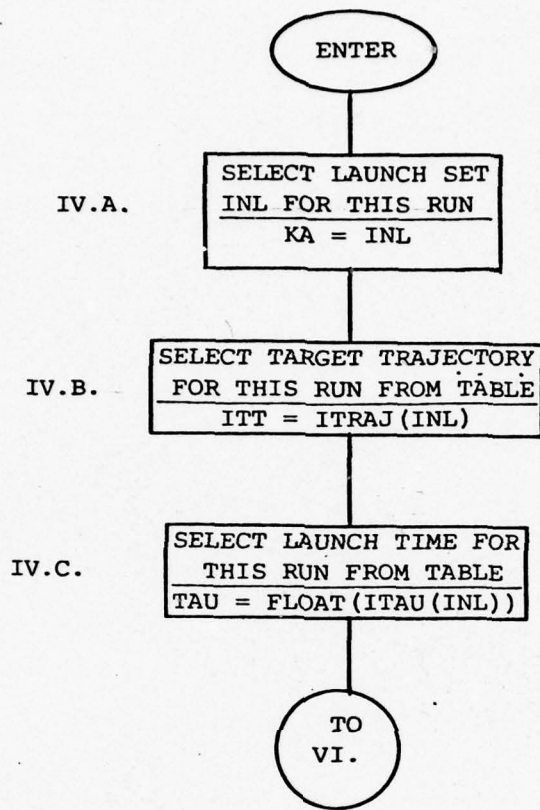 ENTER
IV.A.
SELECT LAUNCH SET
INL FOR THIS RUN
KA = INL
IV.B.
SELECT TARGET TRAJECTORY
FOR THIS RUN FROM TABLE
ITT = ITRAJ(INL)
IV.C.
SELECT LAUNCH TIME FOR
THIS RUN FROM TABLE
TAU = FLOAT(ITAU(INL))
TO
VI.